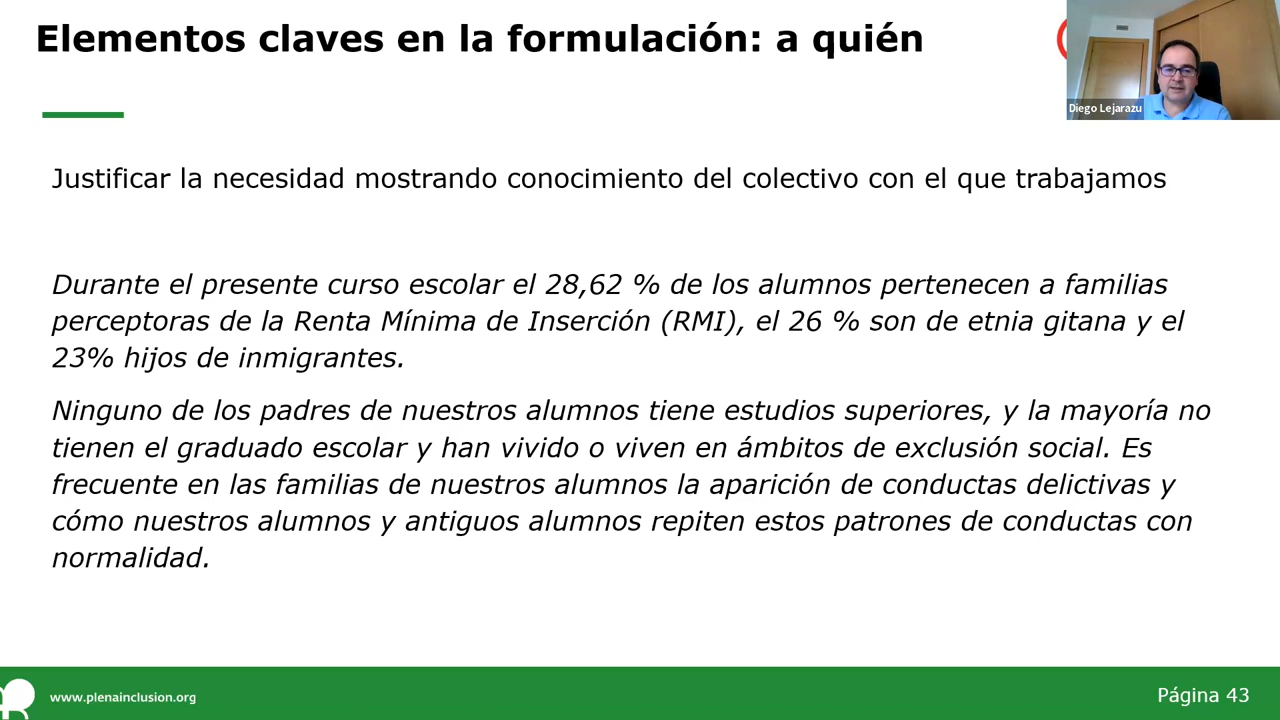 Elementos claves en la formulación: a quién
Diego Lejarazu
Justificar la necesidad mostrando conocimiento del colectivo con el que trabajamos
Durante el presente curso escolar el 28,62 % de los alumnos pertenecen a familias
perceptoras de la Renta Mínima de Inserción (RMI), el 26 % son de etnia gitana y el
23% hijos de inmigrantes.
Ninguno de los padres de nuestros alumnos tiene estudios superiores, y la mayoría no
tienen el graduado escolar y han vivido o viven en ámbitos de exclusión social. Es
frecuente en las familias de nuestros alumnos la aparición de conductas delictivas y
cómo nuestros alumnos y antiguos alumnos repiten estos patrones de conductas con
normalidad.
www.plenainclusion.org
Página 43